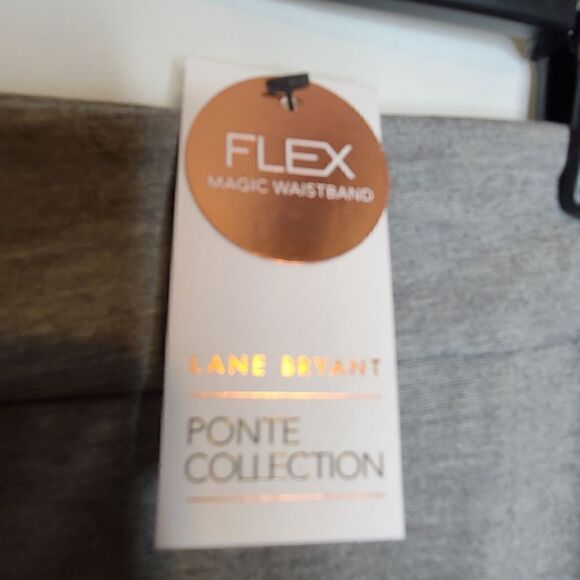 FLEX
MAGIC WAISTBAND
LANE BRYANT
PONTE
COLLECTION